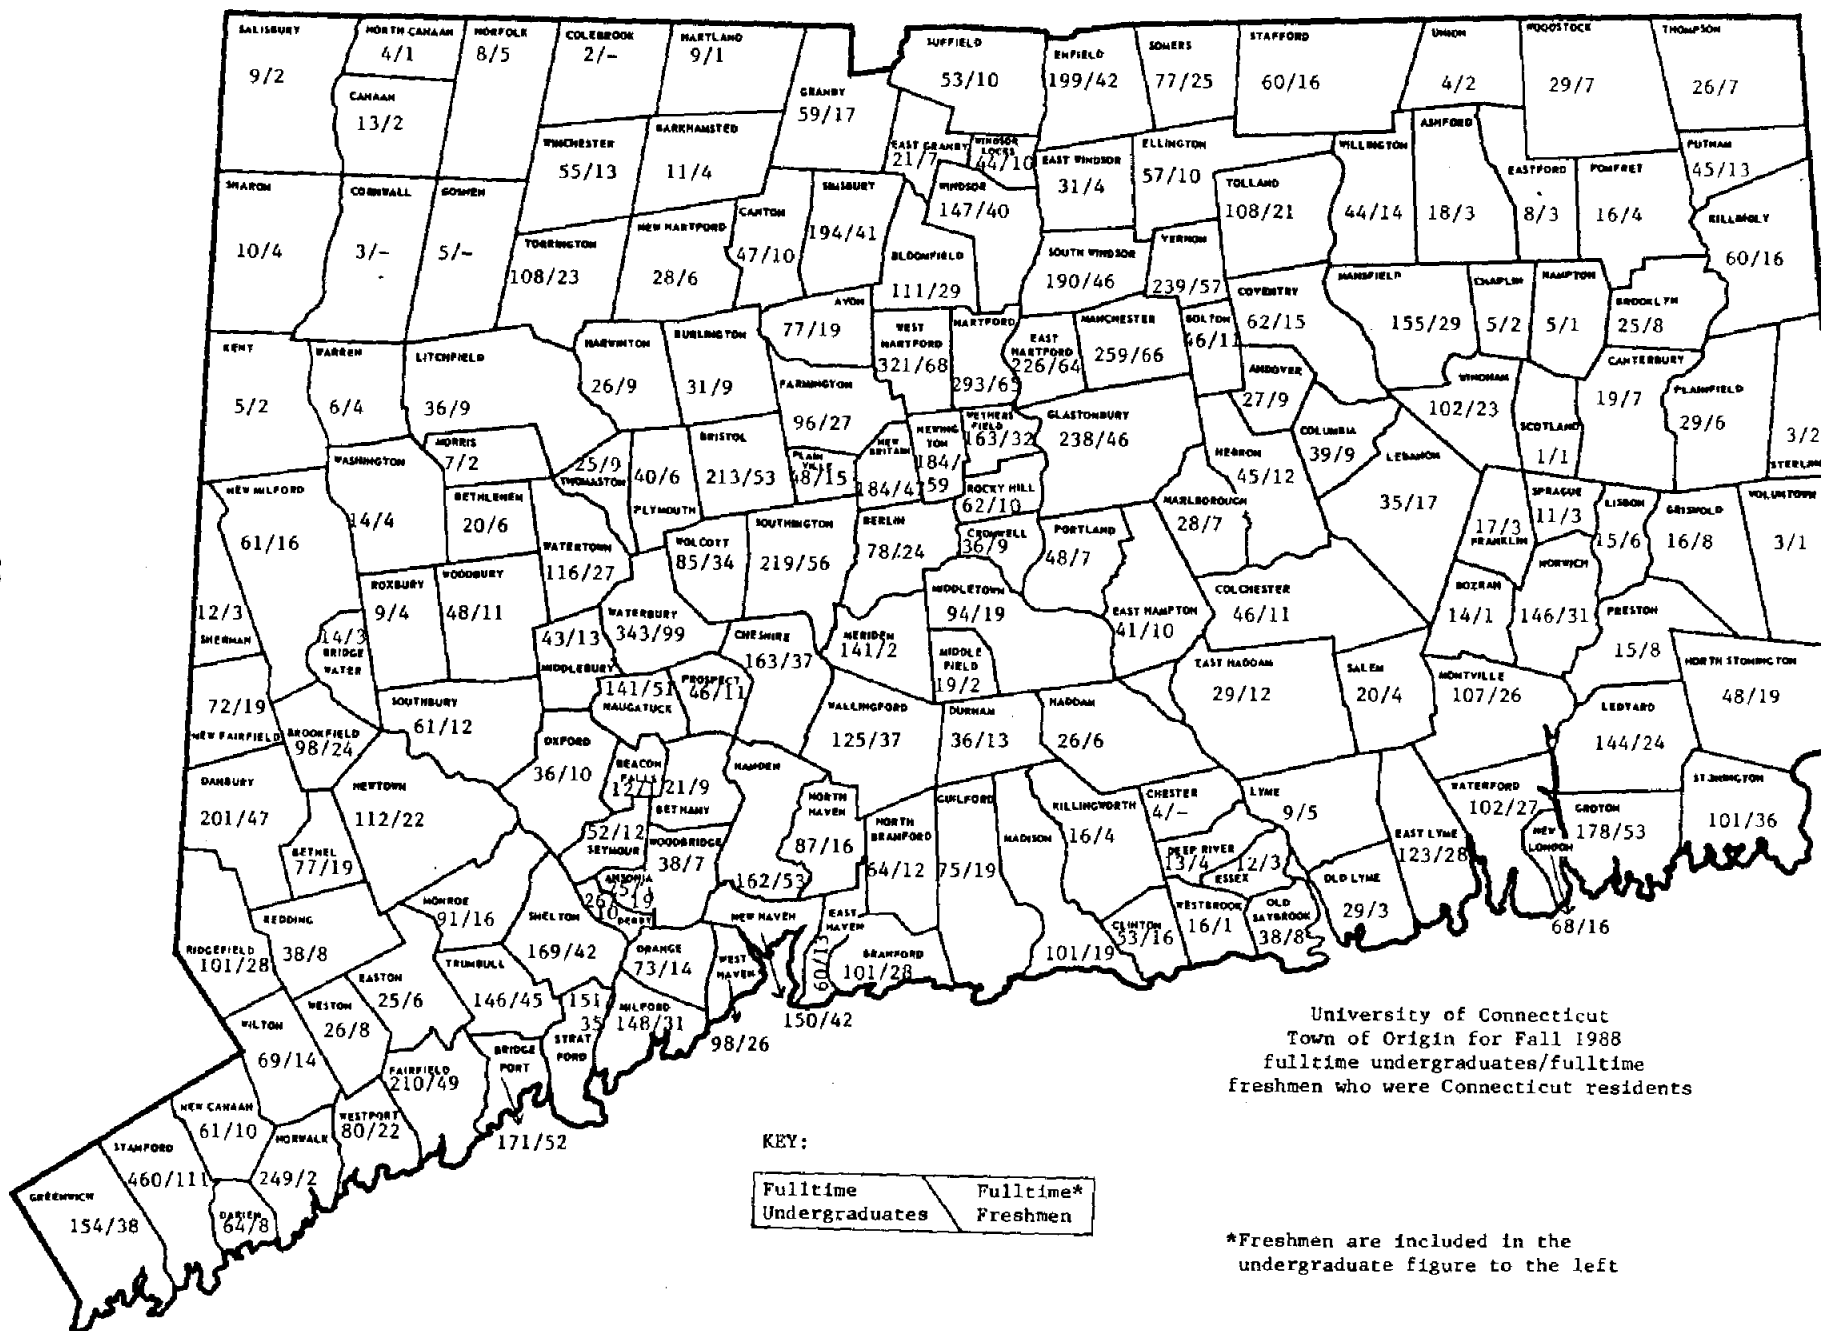 SALISBURY
9/2
NORTH CANAAN
4/1
NORFOLK
8/5
COLEBROOK
2/-
HARTLAND
9/1
SUFFIELD
53/10
ENFIELD
199/42
SOMERS
77/25
STAFFORD
60/16
UNION
4/2
WOODSTOCK
29/7
THOMPSON
26/7
CANAAN
13/2
GRANBY
59/17
WINCHESTER
55/13
BARKHAMSTED
11/4
EAST GRANBY
21/7
WINDSOR
LOCKS
44/10
EAST WINDSOR
31/4
ELLINGTON
57/10
WILLINGTON
44/14
ASHFORD
18/3
EASTFORD
8/3
POMFRET
16/4
PUTNAM
45/13
SHARON
10/4
CORNWALL
3/-
GOSHEN
5/-
TORRINGTON
108/23
NEW HARTFORD
28/6
CANTON
47/10
SIMSBURY
194/41
WINDSOR
147/40
TOLLAND
108/21
KILLINGLY
60/16
BLOOMFIELD
111/29
SOUTH WINDSOR
190/46
VERNON
239/57
COVENTRY
62/15
MANSFIELD
155/29
CHAPLIN
5/2
HAMPTON
5/1
BROOKLYN
25/8
KENT
5/2
WARREN
6/4
LITCHFIELD
36/9
HARWINTON
26/9
BURLINGTON
31/9
AVON
77/19
WEST
HARTFORD
321/68
HARTFORD
293/65
EAST
HARTFORD
226/64
MANCHESTER
259/66
BOLTON
46/11
ANDOVER
27/9
WINDHAM
102/23
CANTERBURY
19/7
PLAINFIELD
29/6
3/2
STERLING
FARMINGTON
96/27
NEWING
TON
184/
59
WETHERS
FIELD
163/32
GLASTONBURY
238/46
HEBRON
45/12
COLUMBIA
39/9
LEBANON
35/17
SCOTLAND
1/1
WASHINGTON
14/4
MORRIS
7/2
25/9
THOMASTON
40/6
PLYMOUTH
BRISTOL
213/53
PLAIN
VILLE
48/15
NEW
BRITAIN
184/4
ROCKY HILL
62/10
NEW MILFORD
61/16
BETHLEHEM
20/6
WATERTOWN
116/27
WOLCOTT
85/34
SOUTHINGTON
219/56
BERLIN
78/24
CROMWELL
36/9
PORTLAND
48/7
MARLBOROUGH
28/7
17/3
FRANKLIN
SPRAGUE
11/3
LISBON
15/6
GRISWOLD
16/8
VOLUNTOWN
3/1
12/3
SHERMAN
14/3
BRIDGE
WATER
ROXBURY
9/4
WOODBURY
48/11
43/13
MIDDLEBURY
WATERBURY
343/99
CHESHIRE
163/37
MERIDEN
141/2
MIDDLETOWN
94/19
EAST HAMPTON
41/10
COLCHESTER
46/11
BOZRAH
14/1
NORWICH
146/31
PRESTON
15/8
MIDDLE
FIELD
19/2
EAST HADDAM
29/12
SALEM
20/4
MONTVILLE
107/26
NORTH STONINGTON
48/19
72/19
NEW FAIRFIELD
BROOKFIELD
98/24
SOUTHBURY
61/12
141/51
NAUGATUCK
PROSPECT
46/11
WALLINGFORD
125/37
DURHAM
36/13
HADDAM
26/6
LEDYARD
144/24
DANBURY
201/47
NEWTOWN
112/22
OXFORD
36/10
BEACON
FALLS
12/1
21/9
BETHANY
HAMDEN
162/53
NORTH
HAVEN
87/16
NORTH
BRANFORD
64/12
GUILFORD
75/19
MADISON
101/19
KILLINGWORTH
16/4
CHESTER
4/-
LYME
9/5
EAST LYME
123/28
WATERFORD
102/27
NEW
LONDON
68/16
GROTON
178/53
STONINGTON
101/36
BETHEL
77/19
52/12
SEYMOUR
WOODBRIDGE
38/7
DEEP RIVER
13/4
12/3
ESSEX
OLD LYME
29/3
ANSONIA
DERBY
REDDING
38/8
MONROE
91/16
SHELTON
169/42
NEW HAVEN
150/42
EAST
HAVEN
60/13
BRANFORD
101/28
CLINTON
53/16
WESTBROOK
16/1
OLD
SAYBROOK
38/8
RIDGEFIELD
101/28
EASTON
25/6
TRUMBULL
146/45
ORANGE
73/14
WEST
HAVEN
98/26
WESTON
26/8
151
35
STRAT
FORD
MILFORD
148/31
WILTON
69/14
FAIRFIELD
210/49
BRIDGE
PORT
171/52
NEW CANAAN
61/10
NORWALK
249/2
WESTPORT
80/22
STAMFORD
460/111
DARIEN
64/8
GREENWICH
154/38
University of Connecticut
Town of Origin for Fall 1988
fulltime undergraduates/fulltime
freshmen who were Connecticut residents
KEY:
Fulltime
Undergraduates
Fulltime*
Freshmen
*Freshmen are included in the
undergraduate figure to the left